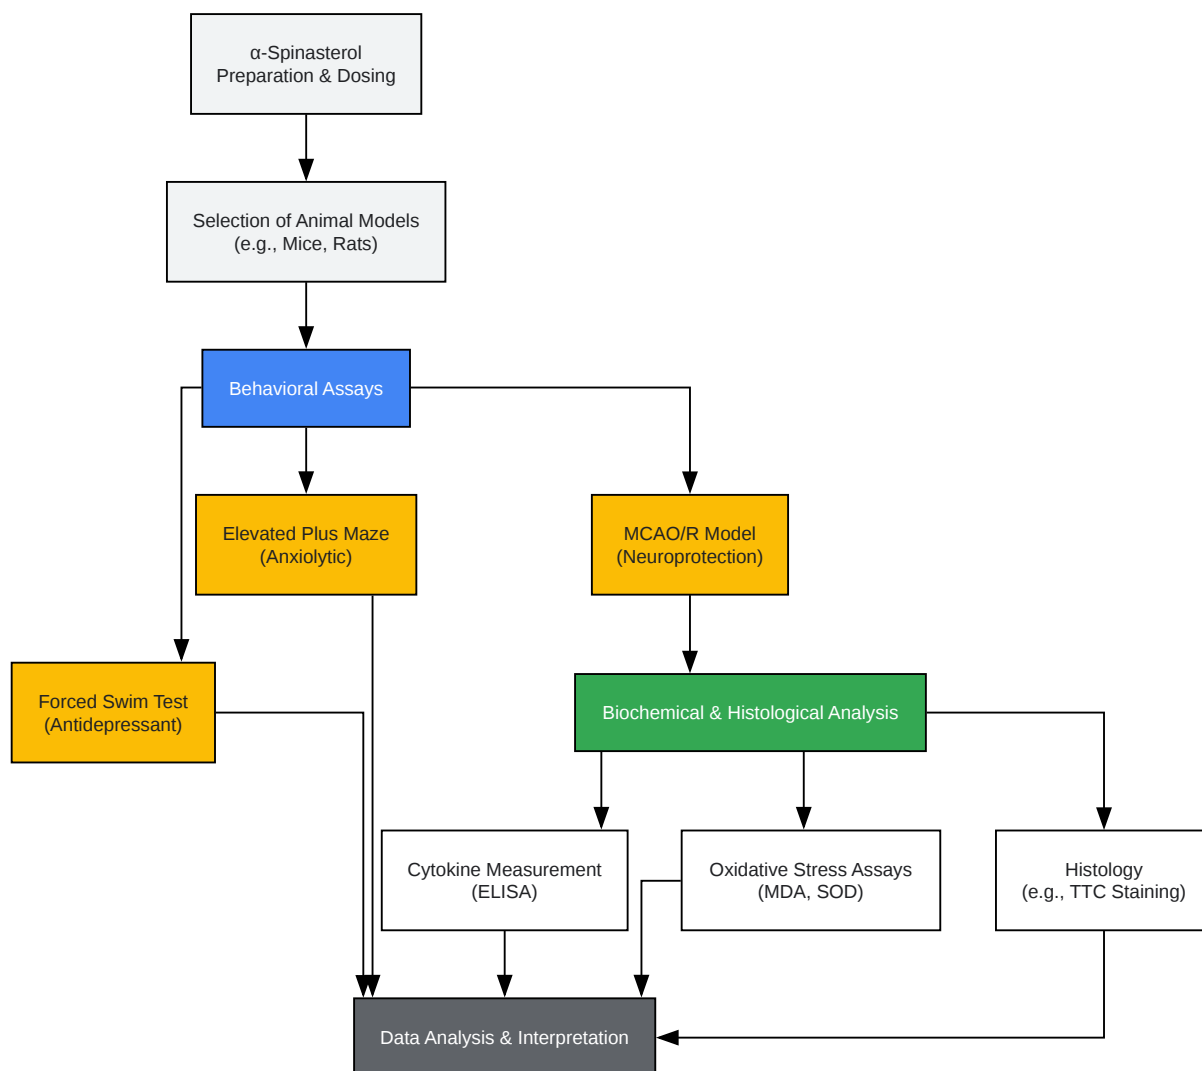 α-Spinasterol
Preparation & Dosing
Selection of Animal Models
(e.g., Mice, Rats)
Behavioral Assays
Elevated Plus Maze
(Anxiolytic)
MCAO/R Model
(Neuroprotection)
Forced Swim Test
(Antidepressant)
Biochemical & Histological Analysis
Cytokine Measurement
(ELISA)
Oxidative Stress Assays
(MDA, SOD)
Histology
(e.g., TTC Staining)
Data Analysis & Interpretation